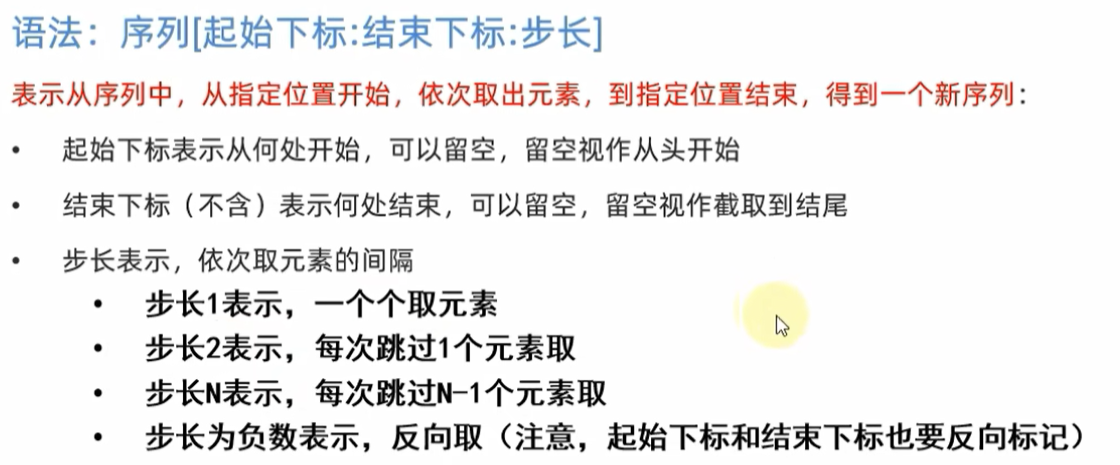 语法：序列[起始下标:结束下标:步长]
表示从序列中，从指定位置开始，依次取出元素，到指定位置结束，得到一个新序列：
• 起始下标表示从何处开始，可以留空，留空视作从头开始
• 结束下标（不含）表示何处结束，可以留空，留空视作截取到结尾
• 步长表示，依次取元素的间隔
• 步长1表示，一个个取元素
• 步长2表示，每次跳过1个元素取
• 步长N表示，每次跳过N-1个元素取
• 步长为负数表示，反向取（注意，起始下标和结束下标也要反向标记）